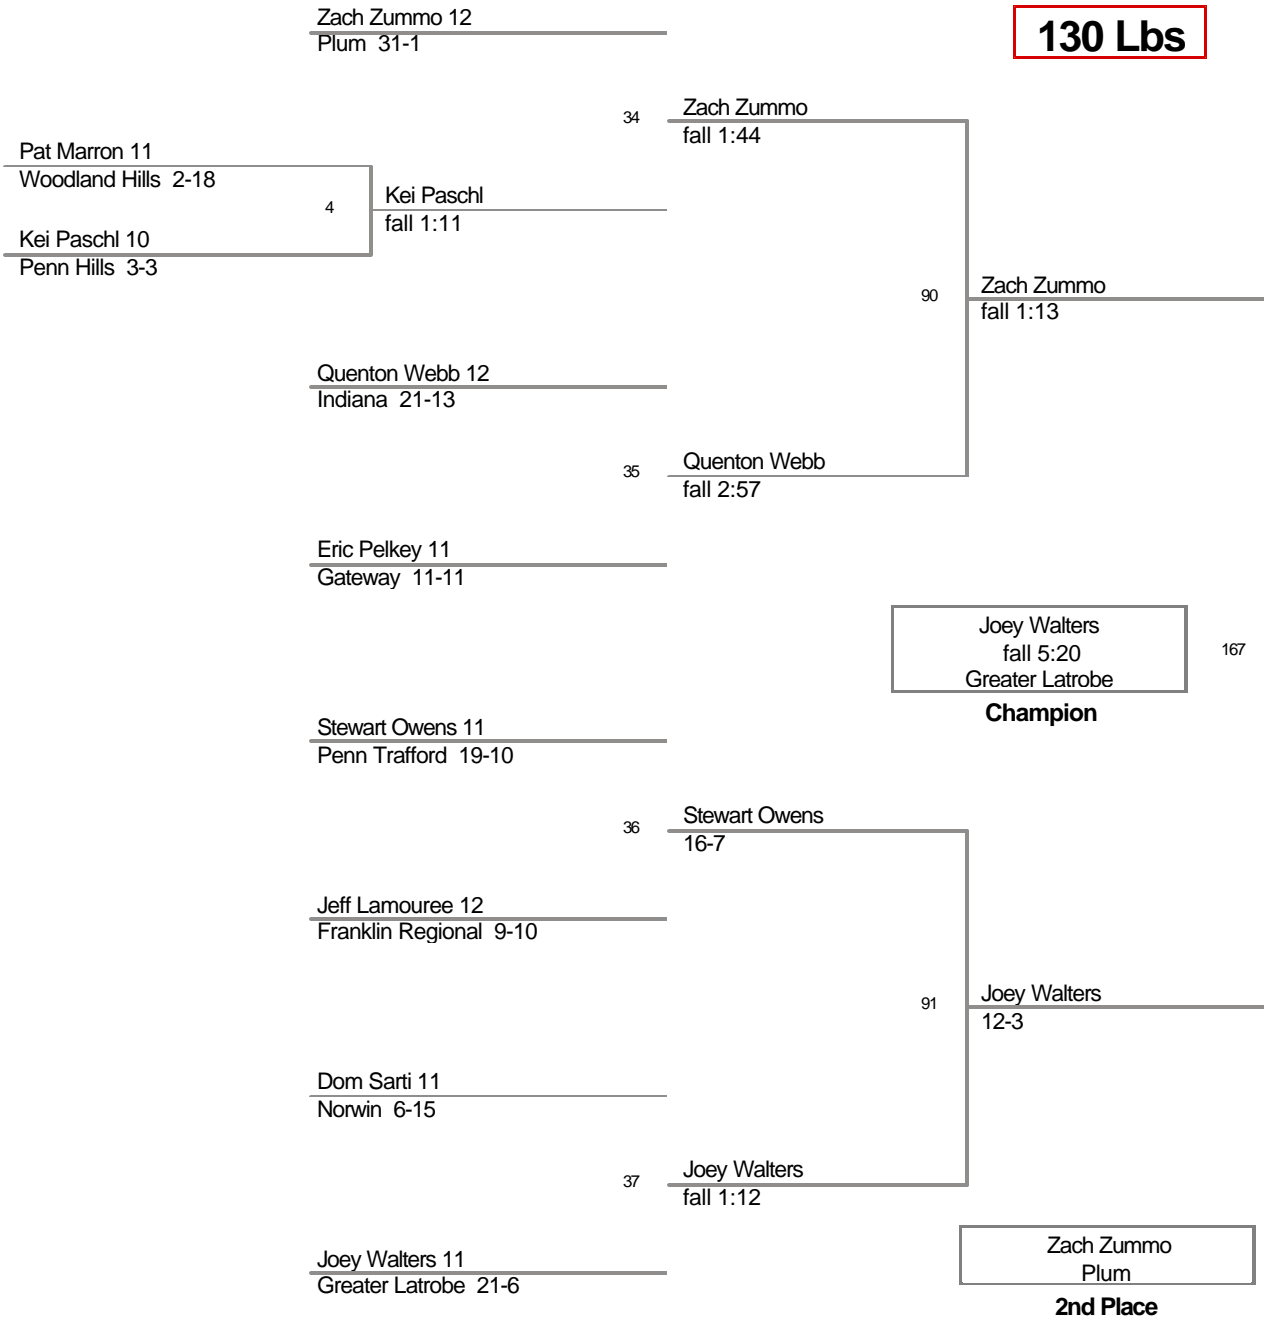 Zach Zummo 12
Plum 31-1
130 Lbs
34
Zach Zummo
fall 1:44
Pat Marron 11
Woodland Hills 2-18
4
Kei Paschl
fall 1:11
Kei Paschl 10
Penn Hills 3-3
90
Zach Zummo
fall 1:13
Quenton Webb 12
Indiana 21-13
35
Quenton Webb
fall 2:57
Eric Pelkey 11
Gateway 11-11
Joey Walters
fall 5:20
Greater Latrobe
167
Champion
Stewart Owens 11
Penn Trafford 19-10
36
Stewart Owens
16-7
Jeff Lamouree 12
Franklin Regional 9-10
91
Joey Walters
12-3
Dom Sarti 11
Norwin 6-15
37
Joey Walters
fall 1:12
Joey Walters 11
Greater Latrobe 21-6
Zach Zummo
Plum
2nd Place